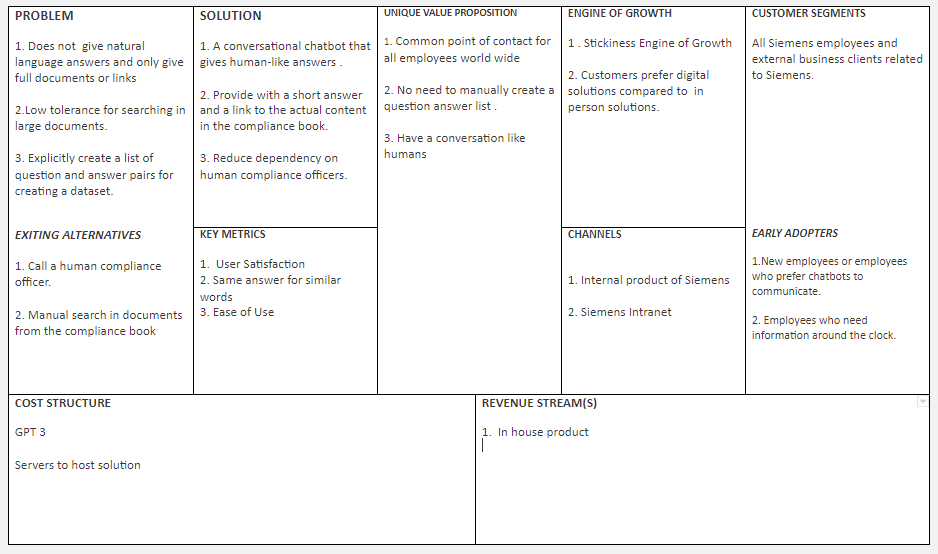 PROBLEM
1. Does not give natural
language answers and only give
full documents or links
2.Low tolerance for searching in
large documents.
3. Explicitly create a list of
question and answer pairs for
creating a dataset.
EXITING ALTERNATIVES
1. Call a human compliance
officer.
2. Manual search in documents
from the compliance book
SOLUTION
1. A conversational chatbot that
gives human-like answers .
2. Provide with a short answer
and a link to the actual content
in the compliance book.
3. Reduce dependency on
human compliance officers.
KEY METRICS
1. User Satisfaction
2. Same answer for similar
words
3. Ease of Use
UNIQUE VALUE PROPOSITION
1. Common point of contact for
all employees world wide
2. No need to manually create a
question answer list .
3. Have a conversation like
humans
ENGINE OF GROWTH
1 . Stickiness Engine of Growth
2. Customers prefer digital
solutions compared to in
person solutions.
CHANNELS
1. Internal product of Siemens
2. Siemens Intranet
CUSTOMER SEGMENTS
All Siemens employees and
external business clients related
to Siemens.
EARLY ADOPTERS
1.New employees or employees
who prefer chatbots to
communicate.
2. Employees who need
information around the clock.
COST STRUCTURE
GPT 3
Servers to host solution
REVENUE STREAM(S)
1. In house product